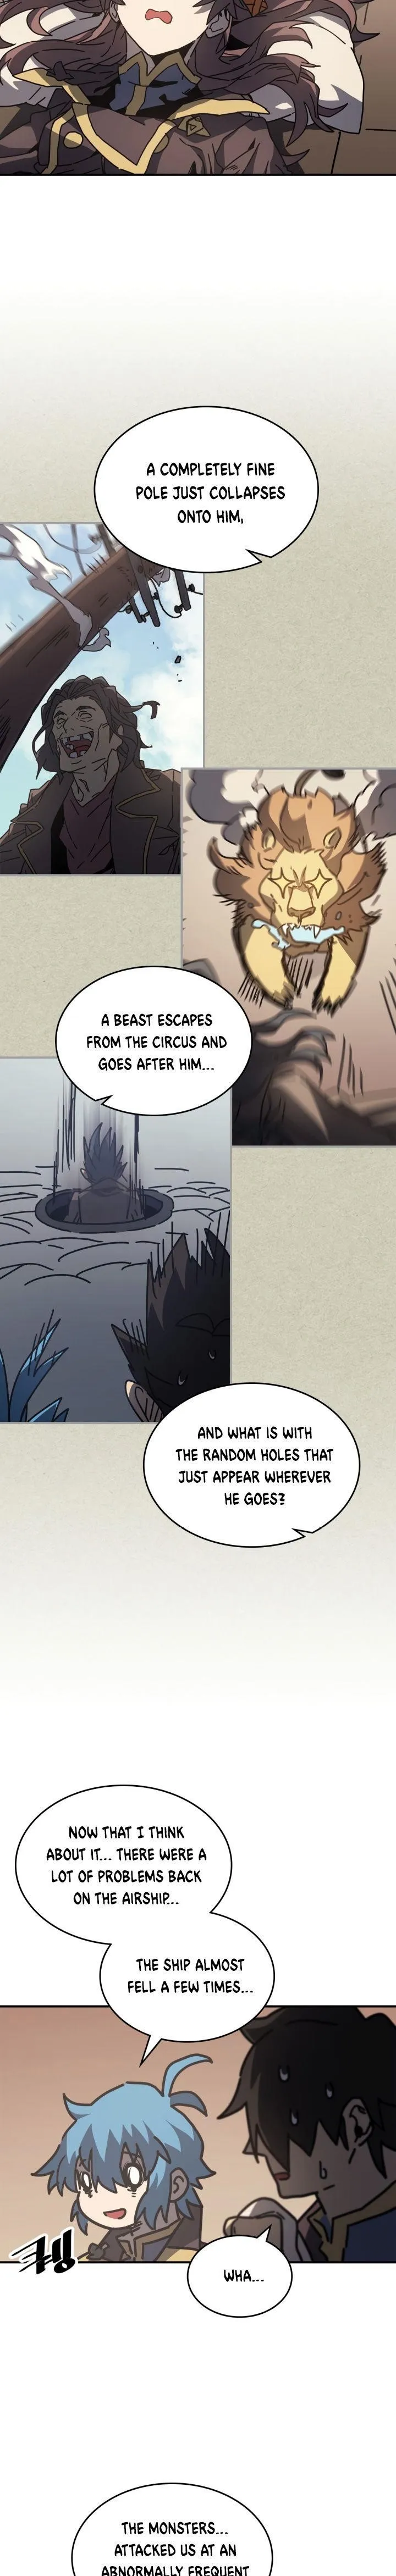 A COMPLETELY FINE
POLE JUST COLLAPSES
ONTO HIM,
A BEAST ESCAPES
FROM THE CIRCUS AND
GOES AFTER HIM...
AND WHAT IS WITH
THE RANDOM HOLES THAT
JUST APPEAR WHEREVER
HE GOES?
NOW THAT I THINK
ABOUT IT... THERE WERE A
LOT OF PROBLEMS BACK
ON THE AIRSHIP...
THE SHIP ALMOST
FELL A FEW TIMES...
쿠궁
WHA...
THE MONSTERS...
ATTACKED US AT AN
ABNORMALLY FREQUENT